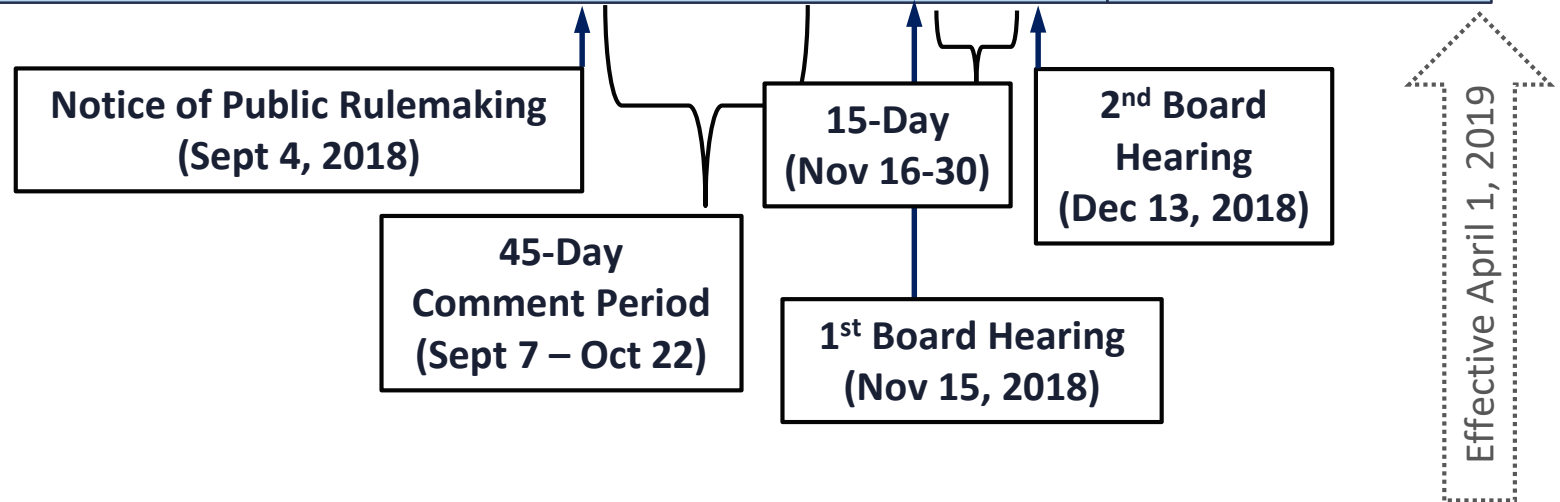 Notice of Public Rulemaking
(Sept 4, 2018)
45-Day
Comment Period
(Sept 7 – Oct 22)
15-Day
(Nov 16-30)
1st Board Hearing
(Nov 15, 2018)
2nd Board
Hearing
(Dec 13, 2018)
Effective April 1, 2019